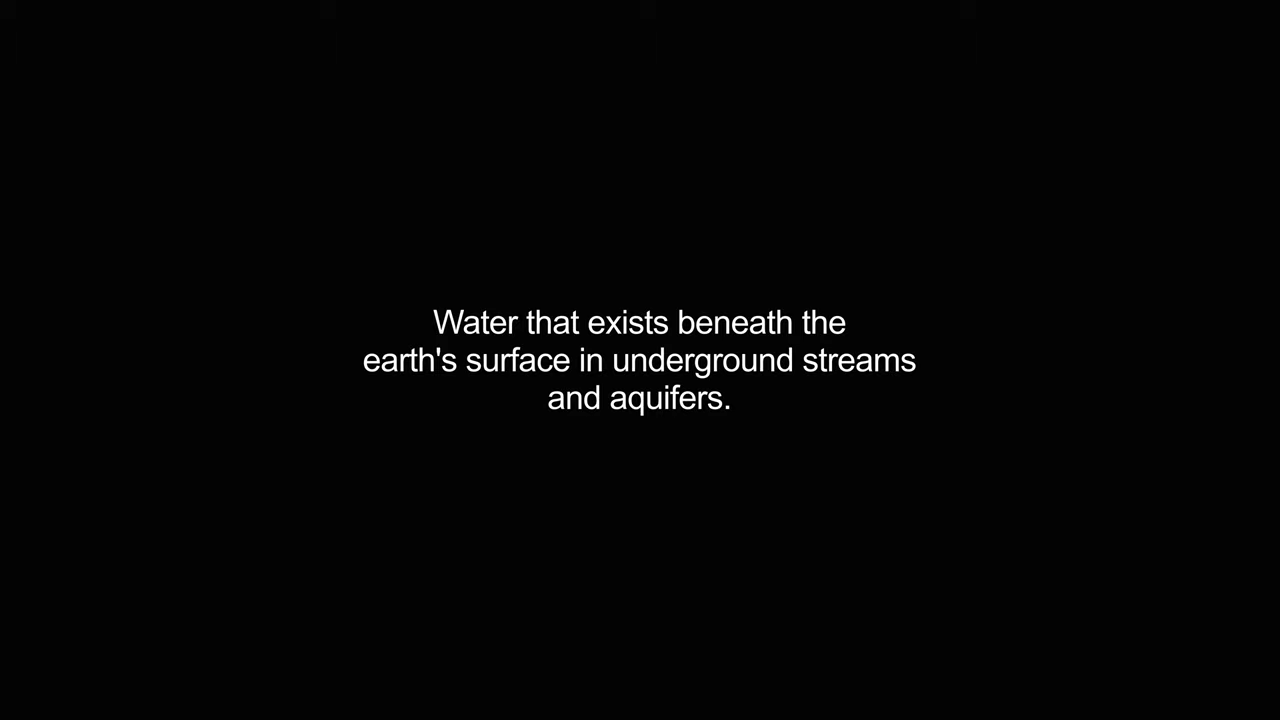 Water that exists beneath the
earth's surface in underground streams
and aquifers.